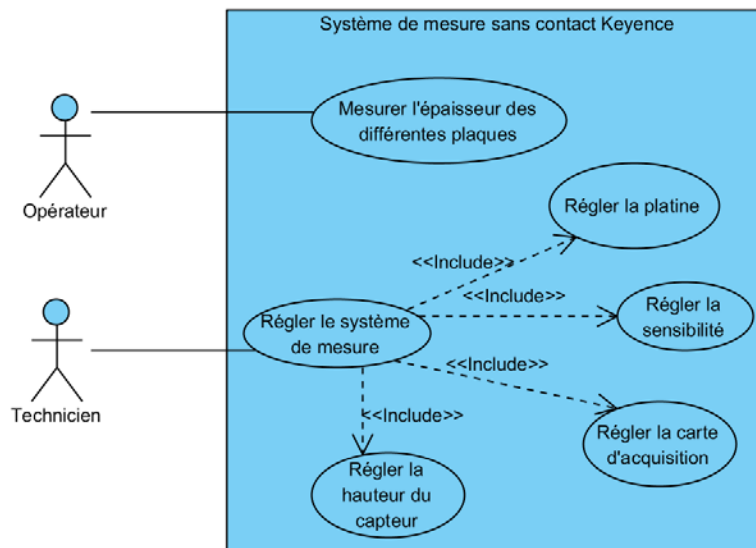 Système de mesure sans contact Keyence
Mesurer l'épaisseur des
différentes plaques
Opérateur
Régler la platine
<<Include>>
<<Include>>
Régler la
sensibilité
Régler le système
de mesure
<<Include>>
Technicien
<<Include>>
Régler la carte
d'acquisition
Régler la
hauteur du
capteur